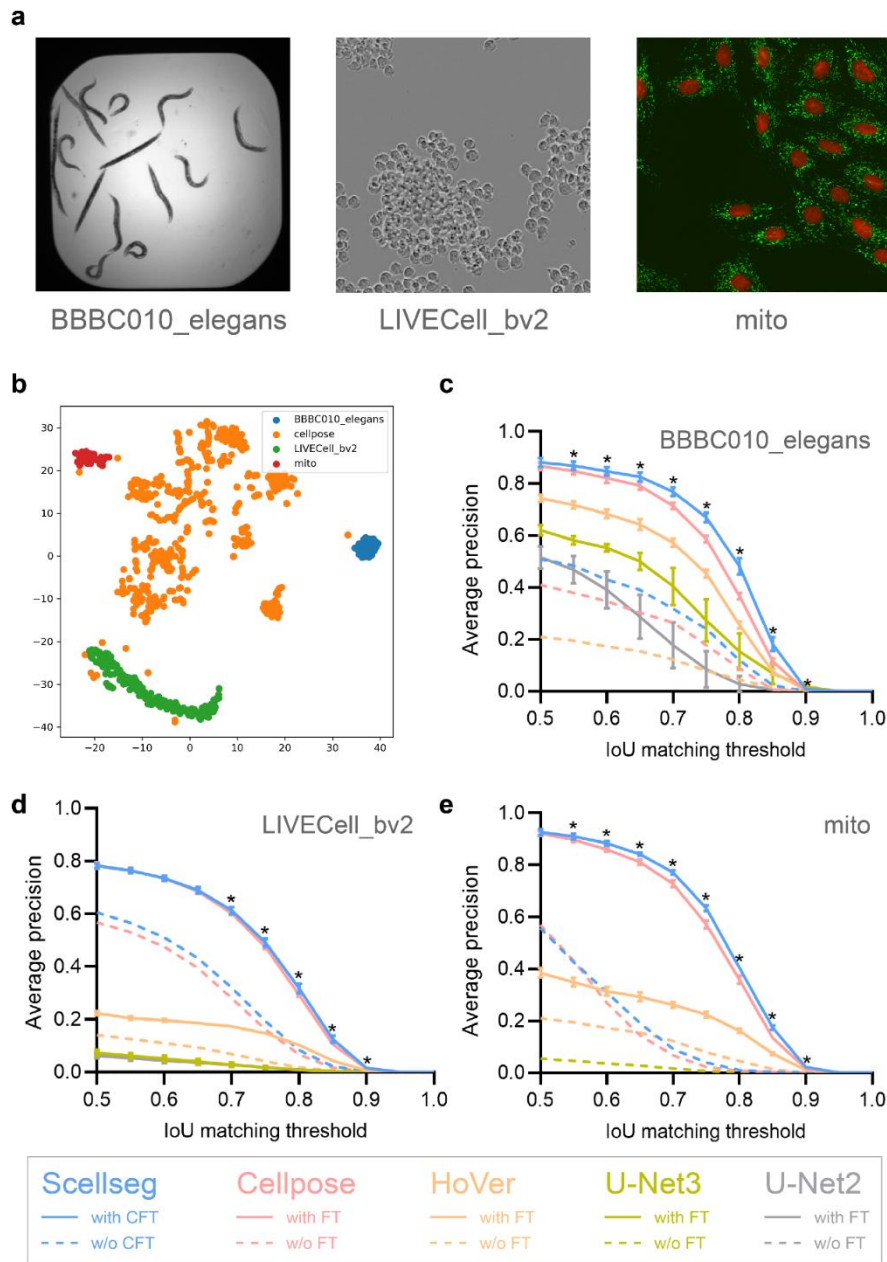 a
BBBC010_elegans
LIVECell_bv2
mito
b
30
20
10
0
−10
−20
−30
−40
−20
−10
0
10
20
30
40
BBBC010_elegans
cellpose
LIVECell_bv2
mito
c
BBBC010_elegans
Average precision
1.0
0.8
0.6
0.4
0.2
0.0
* * * * * * * *
0.5 0.6 0.7 0.8 0.9 1.0
IoU matching threshold
d
LIVECell_bv2
Average precision
1.0
0.8
0.6
0.4
0.2
0.0
* * * * *
0.5 0.6 0.7 0.8 0.9 1.0
IoU matching threshold
e
mito
Average precision
1.0
0.8
0.6
0.4
0.2
0.0
* * * * * * * *
0.5 0.6 0.7 0.8 0.9 1.0
IoU matching threshold
Scellseg Cellpose HoVer U-Net3 U-Net2
with CFT with FT with FT with FT with FT
w/o CFT w/o FT w/o FT w/o FT w/o FT